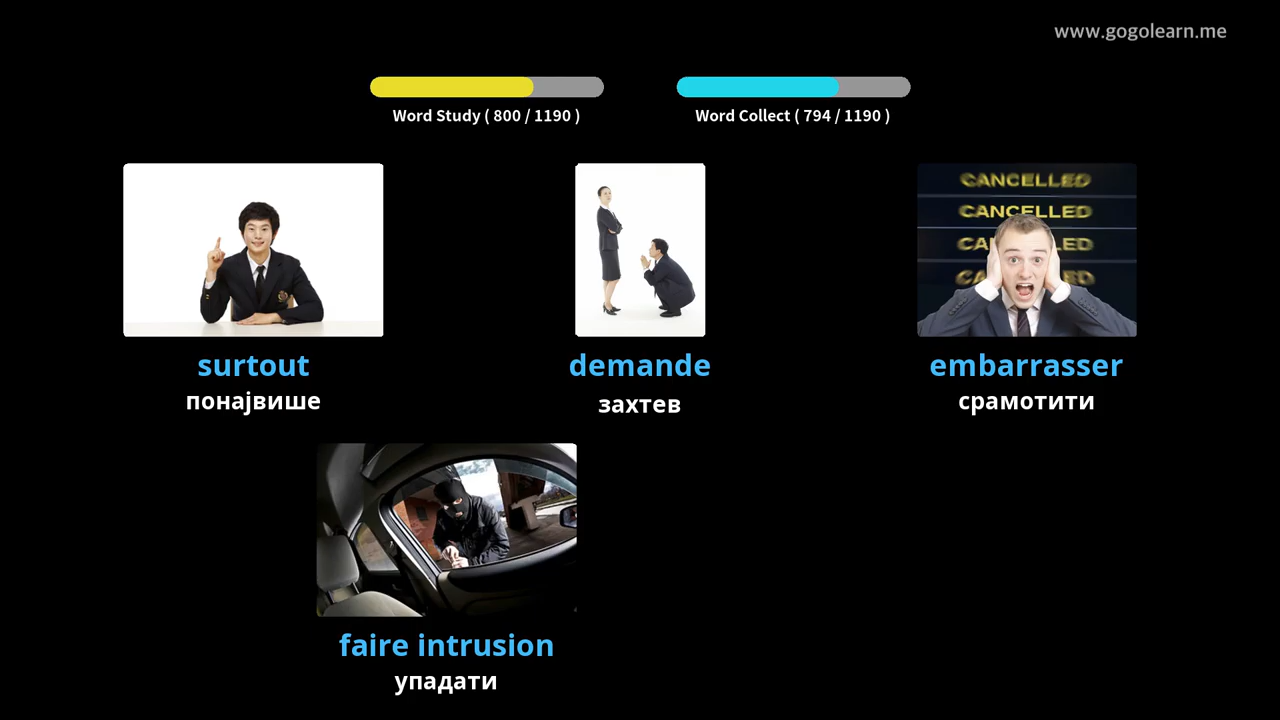 www.gogolearn.me
Word Study ( 800 / 1190 )
Word Collect ( 794 / 1190 )
CANCELLED
CANCELLED
surtout
понајвише
demande
захтев
embarrasser
срамотити
faire intrusion
упадати